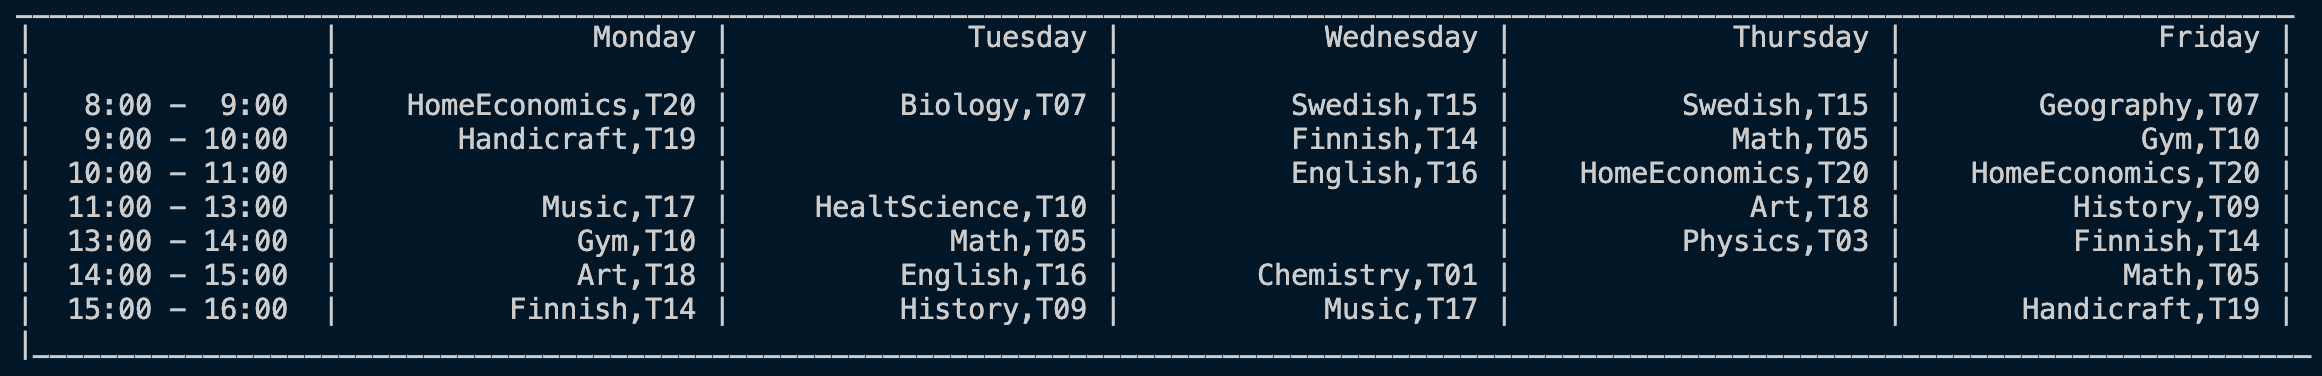 Monday | Tuesday | Wednesday | Thursday | Friday |
8:00 - 9:00 | HomeEconomics,T20 | Biology,T07 | Swedish,T15 | Swedish,T15 | Geography,T07 |
9:00 - 10:00 | Handicraft,T19 | | Finnish,T14 | Math,T05 | Gym,T10 |
10:00 - 11:00 | | | English,T16 | HomeEconomics,T20 | HomeEconomics,T20 |
11:00 - 13:00 | Music,T17 | HealtScience,T10 | | Art,T18 | History,T09 |
13:00 - 14:00 | Gym,T10 | Math,T05 | | Physics,T03 | Finnish,T14 |
14:00 - 15:00 | Art,T18 | English,T16 | Chemistry,T01 | | Math,T05 |
15:00 - 16:00 | Finnish,T14 | History,T09 | Music,T17 | | Handicraft,T19 |